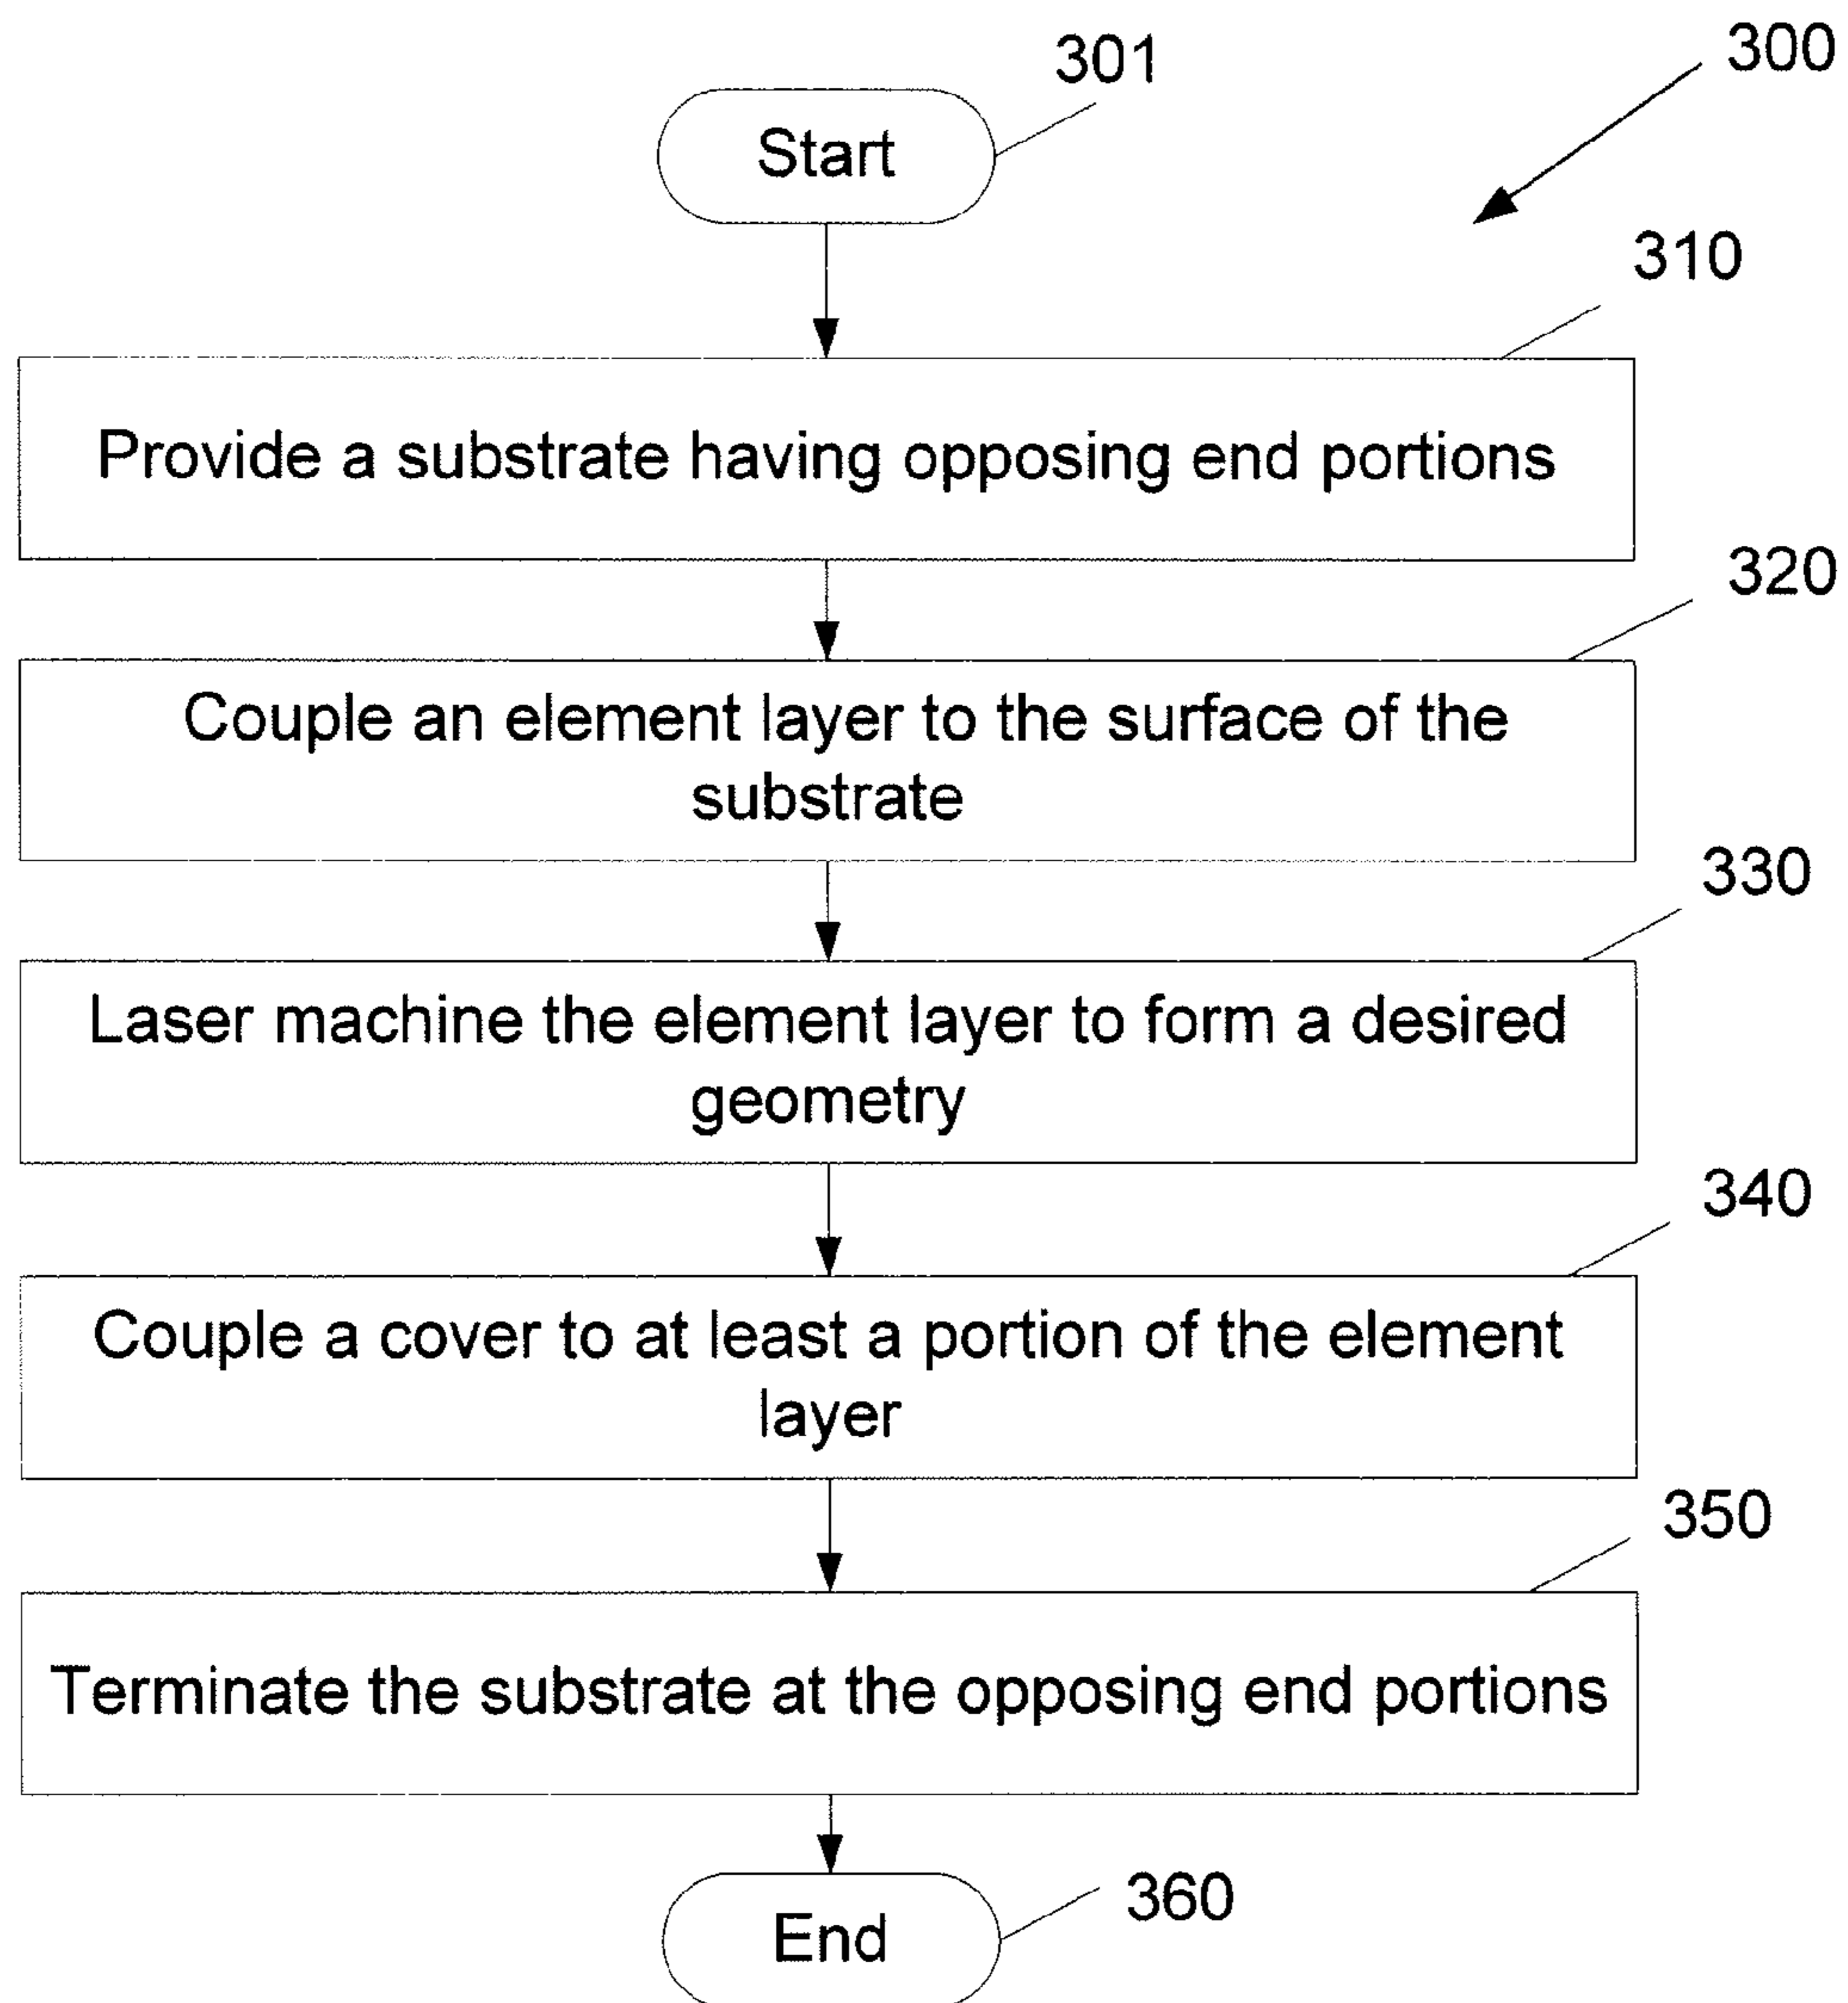 300
301
Start
310
Provide a substrate having opposing end portions
320
Couple an element layer to the surface of the
substrate
330
Laser machine the element layer to form a desired
geometry
340
Couple a cover to at least a portion of the element
layer
350
Terminate the substrate at the opposing end portions
360
End